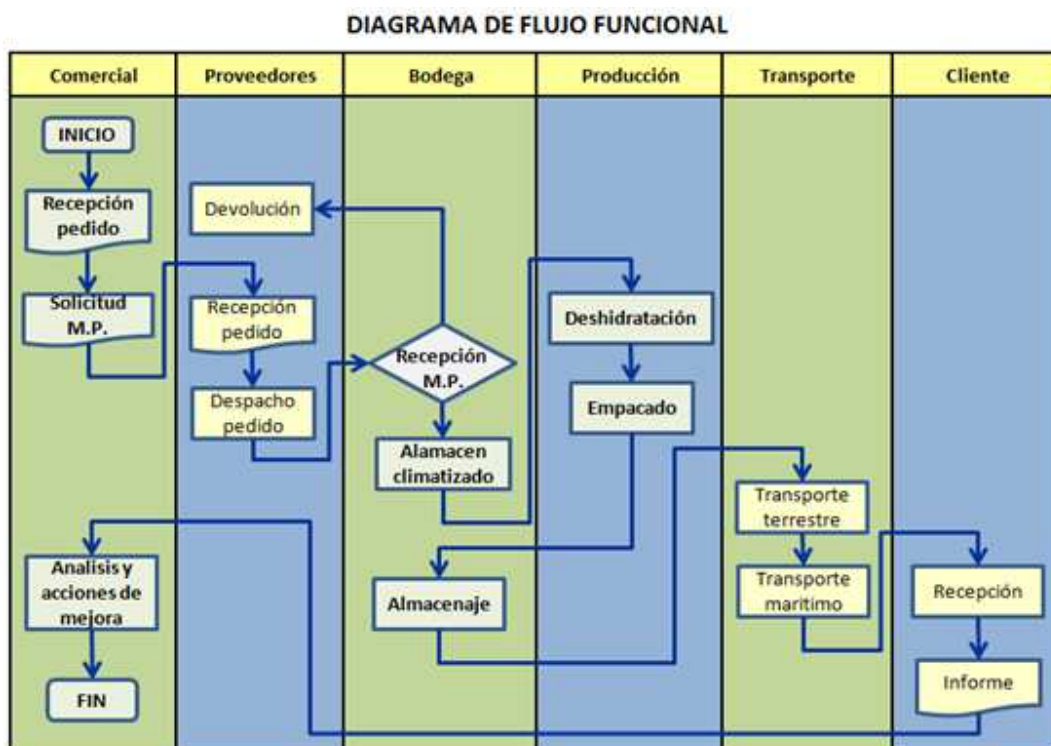 DIAGRAMA DE FLUJO FUNCIONAL
Comercial
Proveedores
Bodega
Producción
Transporte
Cliente
INICIO
Recepción
pedido
Solicitud
M.P.
Devolución
Recepción
pedido
Despacho
pedido
Recepción
M.P.
Alamacen
climatizado
Deshidratación
Empacado
Almacenaje
Transporte
terrestre
Transporte
maritimo
Recepción
Informe
Analisis y
acciones de
mejora
FIN